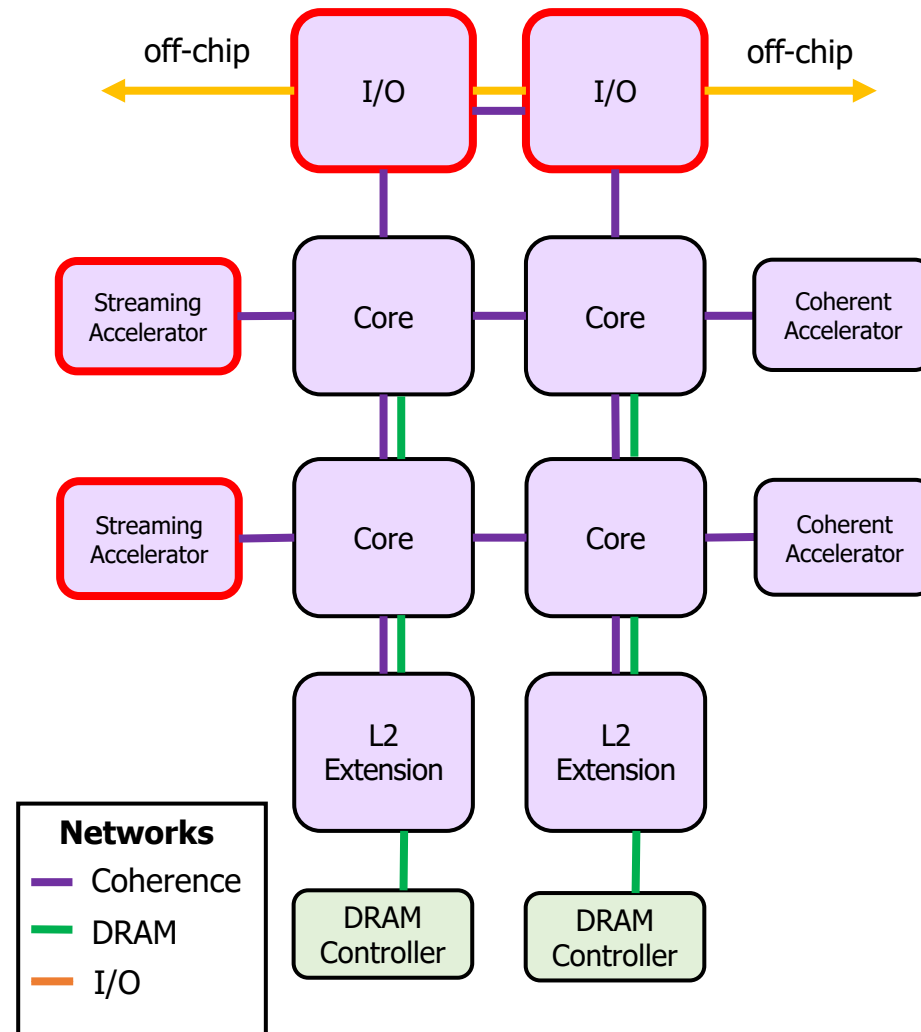 off-chip
I/O
I/O
off-chip
Streaming
Accelerator
Core
Core
Coherent
Accelerator
Streaming
Accelerator
Core
Core
Coherent
Accelerator
L2
Extension
L2
Extension
DRAM
Controller
DRAM
Controller
Networks
Coherence
DRAM
I/O